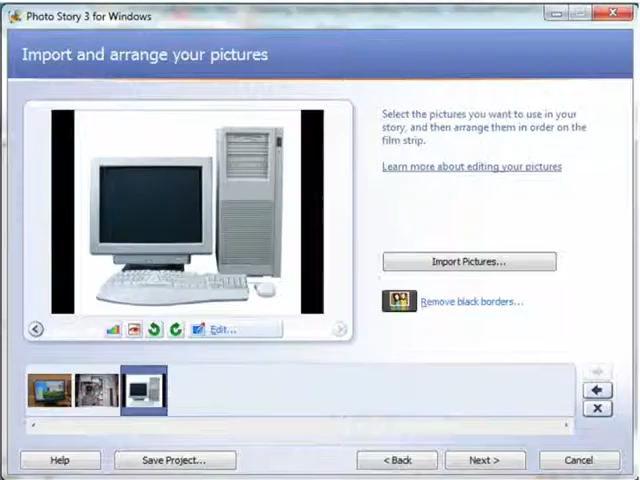 Photo Story 3 for Windows
Import and arrange your pictures
Select the pictures you want to use in your
story, and then arrange them in order on the
film strip.
Learn more about editing your pictures
Import Pictures...
Remove black borders...
Edit...
Help
Save Project...
< Back
Next >
Cancel